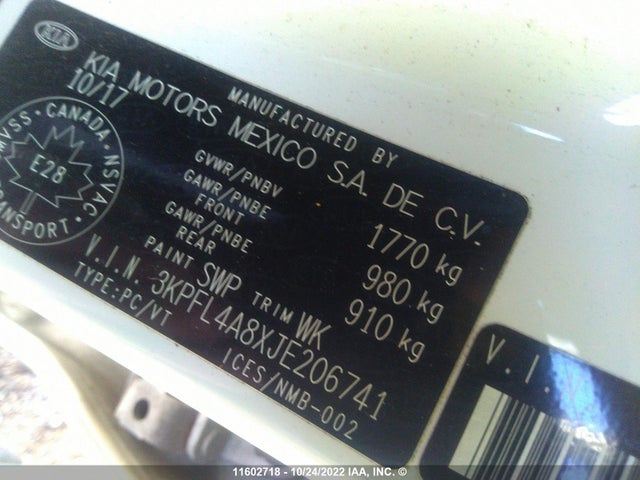 KIA
MANUFACTURED BY
KIA MOTORS MEXICO S.A. DE C.V.
10/17
GVWR/PNBV 1770 kg
GAWR/PNBE
FRONT 980 kg
GAWR/PNBE
REAR 910 kg
PAINT SWP TRIM WK
V.I.N. 3KPFL4A8XJE206741
TYPE:PC/VT ICES/NMB-002
CANADA · NSVAC
TRANSPORT
E28
V.I.
11602718 - 10/24/2022 IAA, INC. ©